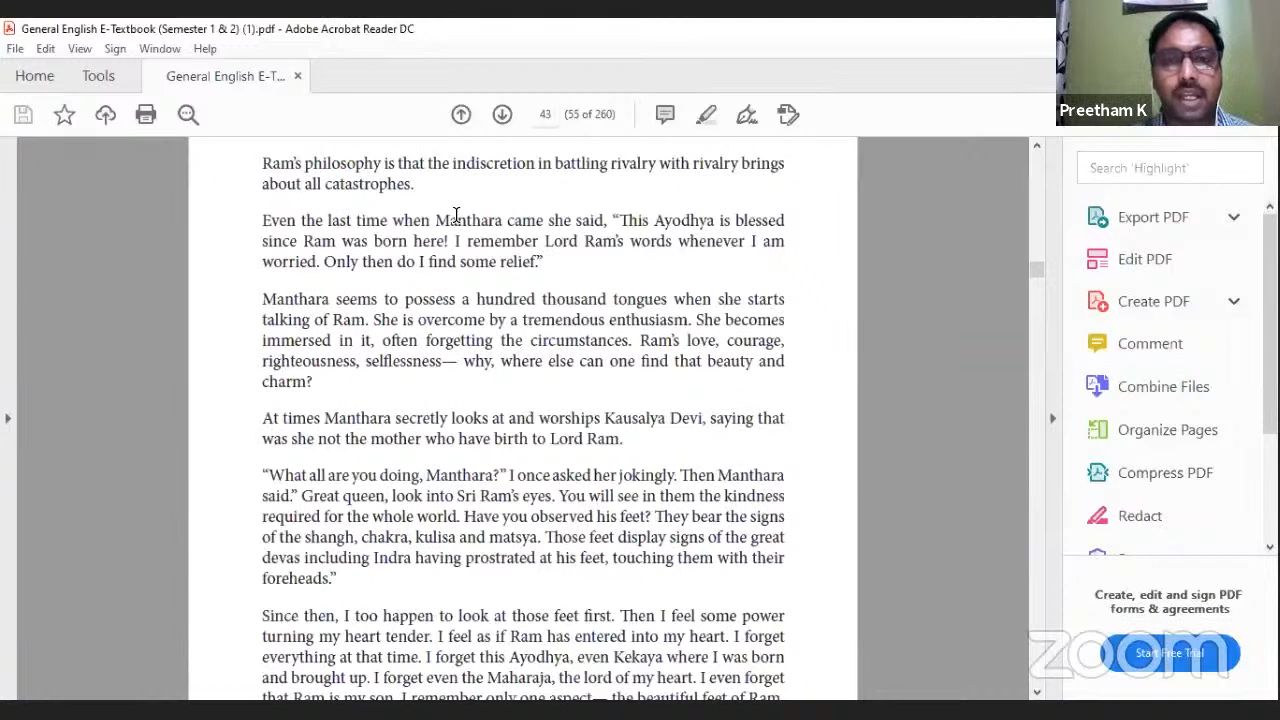 General English E-Textbook (Semester 1 & 2) (1).pdf - Adobe Acrobat Reader DC
File Edit View Sign Window Help
Home Tools General English E-T... ×
43 (55 of 260)
Preetham K
Search 'Highlight'
Export PDF
Edit PDF
Create PDF
Comment
Combine Files
Organize Pages
Compress PDF
Redact
Create, edit and sign PDF
forms & agreements
Start Free Trial
zoom
Ram's philosophy is that the indiscretion in battling rivalry with rivalry brings
about all catastrophes.
Even the last time when Manthara came she said, “This Ayodhya is blessed
since Ram was born here! I remember Lord Ram's words whenever I am
worried. Only then do I find some relief.”
Manthara seems to possess a hundred thousand tongues when she starts
talking of Ram. She is overcome by a tremendous enthusiasm. She becomes
immersed in it, often forgetting the circumstances. Ram's love, courage,
righteousness, selflessness— why, where else can one find that beauty and
charm?
At times Manthara secretly looks at and worships Kausalya Devi, saying that
was she not the mother who have birth to Lord Ram.
“What all are you doing, Manthara?” I once asked her jokingly. Then Manthara
said.” Great queen, look into Sri Ram's eyes. You will see in them the kindness
required for the whole world. Have you observed his feet? They bear the signs
of the shangh, chakra, kulisa and matsya. Those feet display signs of the great
devas including Indra having prostrated at his feet, touching them with their
foreheads.”
Since then, I too happen to look at those feet first. Then I feel some power
turning my heart tender. I feel as if Ram has entered into my heart. I forget
everything at that time. I forget this Ayodhya, even Kekaya where I was born
and brought up. I forget even the Maharaja, the lord of my heart. I even forget
that Ram is my son. I remember only one aspect— the beautiful feet of Ram.